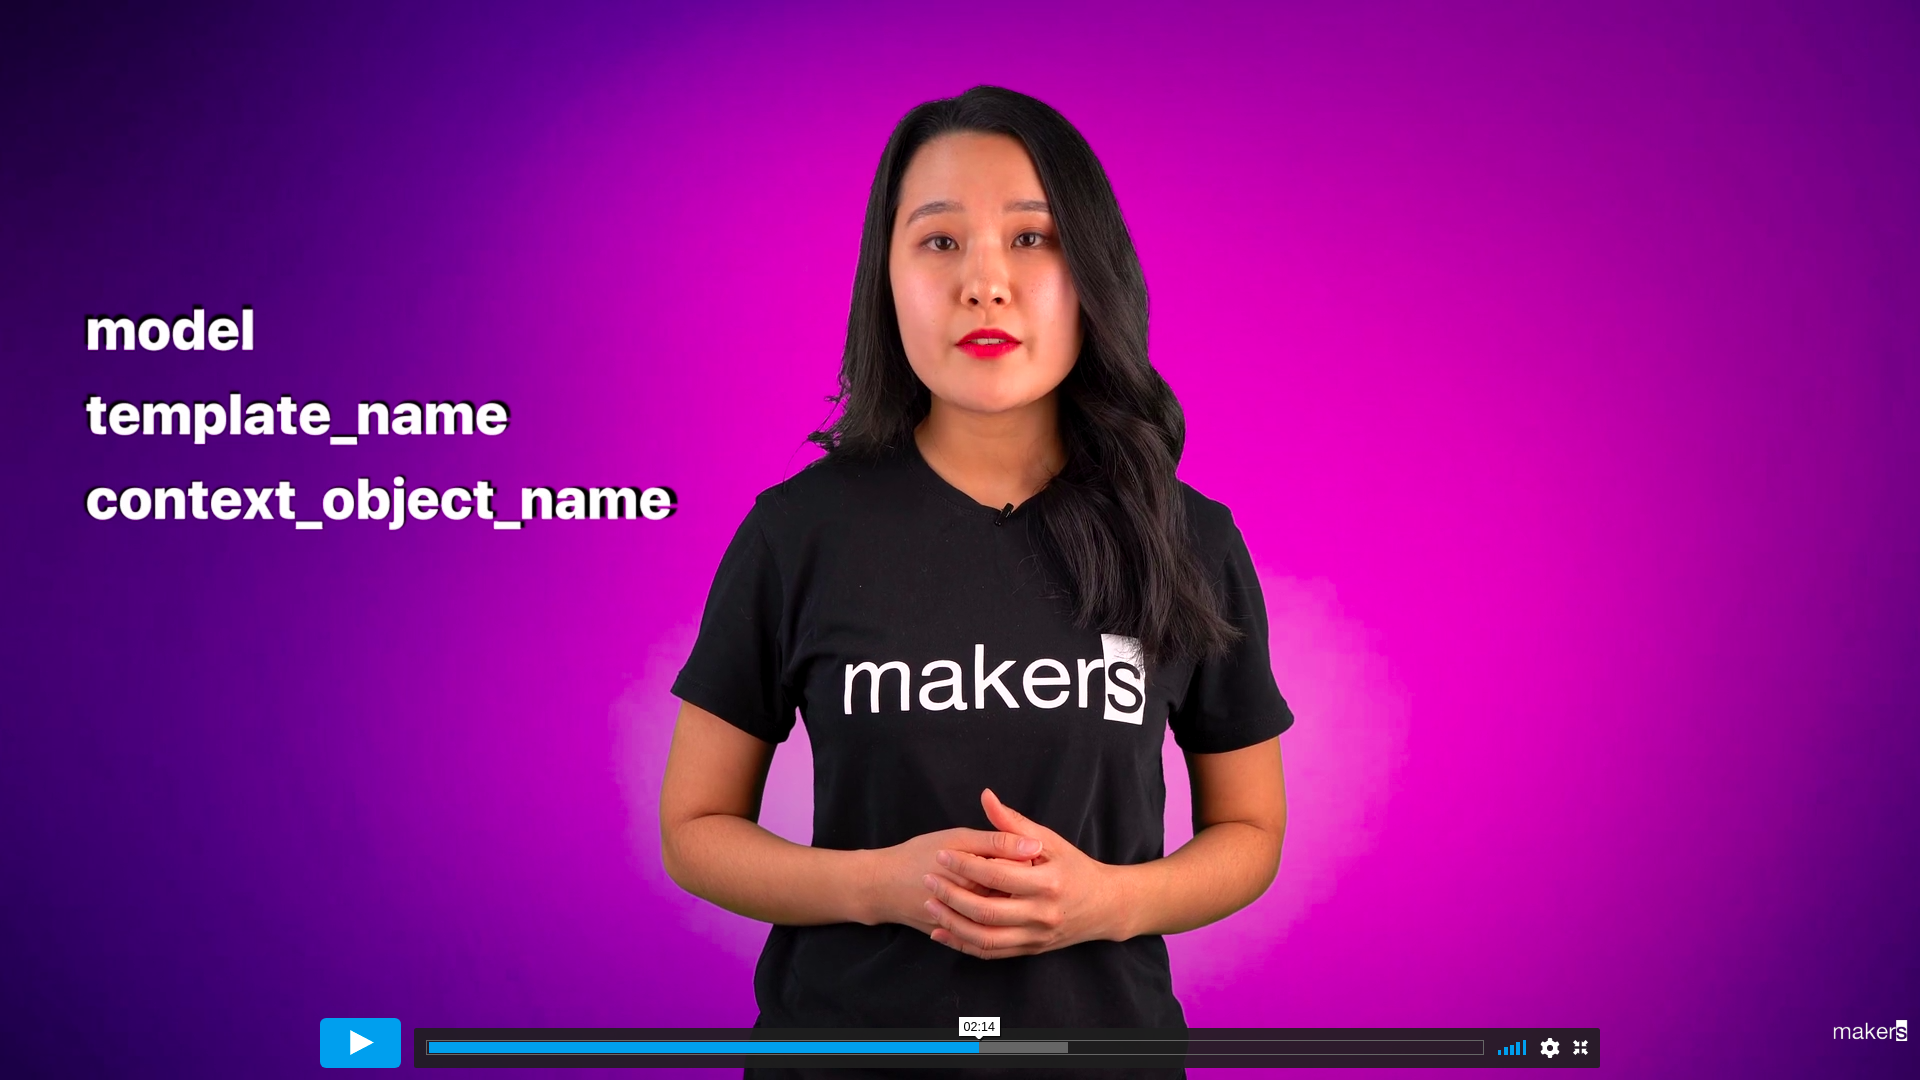 model
template_name
context_object_name
makers
02:14
makers